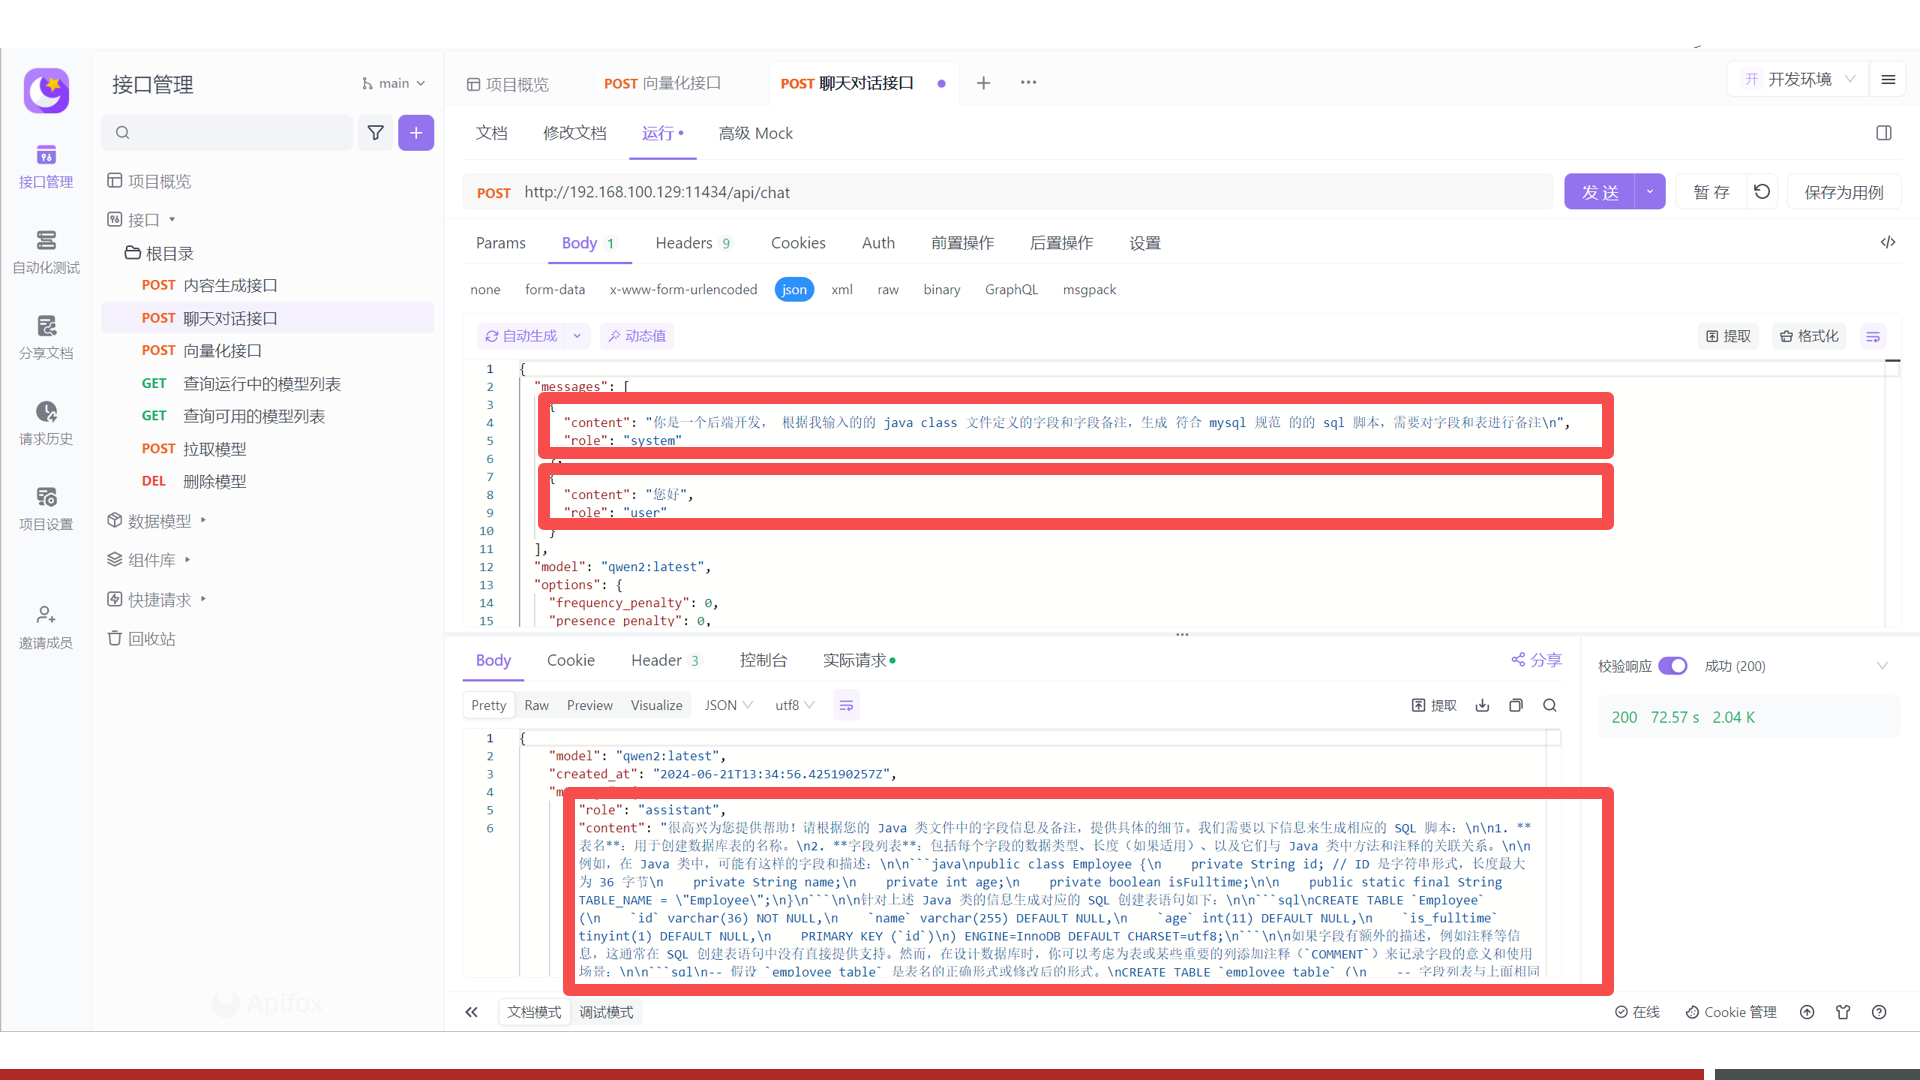 接口管理
main
接口管理
自动化测试
分享文档
请求历史
项目设置
邀请成员
项目概览
接口
根目录
POST 内容生成接口
POST 聊天对话接口
POST 向量化接口
GET 查询运行中的模型列表
GET 查询可用的模型列表
POST 拉取模型
DEL 删除模型
数据模型
组件库
快捷请求
回收站
Apifox
项目概览 POST 向量化接口 POST 聊天对话接口
开 开发环境
文档 修改文档 运行 高级 Mock
POST http://192.168.100.129:11434/api/chat
发 送 暂 存 保存为用例
Params Body 1 Headers 9 Cookies Auth 前置操作 后置操作 设置
none form-data x-www-form-urlencoded json xml raw binary GraphQL msgpack
自动生成 动态值 提取 格式化
1 {
2 "messages": [
3 {
4 "content": "你是一个后端开发， 根据我输入的的 java class 文件定义的字段和字段备注，生成 符合 mysql 规范 的的 sql 脚本，需要对字段和表进行备注\n",
5 "role": "system"
6
7 {
8 "content": "您好",
9 "role": "user"
10 }
11 ],
12 "model": "qwen2:latest",
13 "options": {
14 "frequency_penalty": 0,
15 "presence_penalty": 0,
Body Cookie Header 3 控制台 实际请求
分享
校验响应 成功 (200)
Pretty Raw Preview Visualize JSON utf8 提取
200 72.57 s 2.04 K
1 {
2 "model": "qwen2:latest",
3 "created_at": "2024-06-21T13:34:56.425190257Z",
4
5 "role": "assistant",
6 "content": "很高兴为您提供帮助！请根据您的 Java 类文件中的字段信息及备注，提供具体的细节。我们需要以下信息来生成相应的 SQL 脚本：\n\n1. **
表名**：用于创建数据库表的名称。\n2. **字段列表**：包括每个字段的数据类型、长度（如果适用）、以及它们与 Java 类中方法和注释的关联关系。\n\n
例如，在 Java 类中，可能有这样的字段和描述：\n\n```java\npublic class Employee {\n    private String id; // ID 是字符串形式，长度最大
为 36 字节\n    private String name;\n    private int age;\n    private boolean isFulltime;\n\n    public static final String
TABLE_NAME = \"Employee\";\n}\n```\n\n针对上述 Java 类的信息生成对应的 SQL 创建表语句如下：\n\n```sql\nCREATE TABLE `Employee`
(\n    `id` varchar(36) NOT NULL,\n    `name` varchar(255) DEFAULT NULL,\n    `age` int(11) DEFAULT NULL,\n    `is_fulltime`
tinyint(1) DEFAULT NULL,\n    PRIMARY KEY (`id`)\n) ENGINE=InnoDB DEFAULT CHARSET=utf8;\n```\n\n如果字段有额外的描述，例如注释等信
息，这通常在 SQL 创建表语句中没有直接提供支持。然而，在设计数据库时，你可以考虑为表或某些重要的列添加注释（`COMMENT`）来记录字段的意义和使用
场景：\n\n```sql\n-- 假设 `employee_table` 是表名的正确形式或修改后的形式。\nCREATE TABLE `employee_table` (\n    -- 字段列表与上面相同
文档模式 调试模式
在线 Cookie 管理